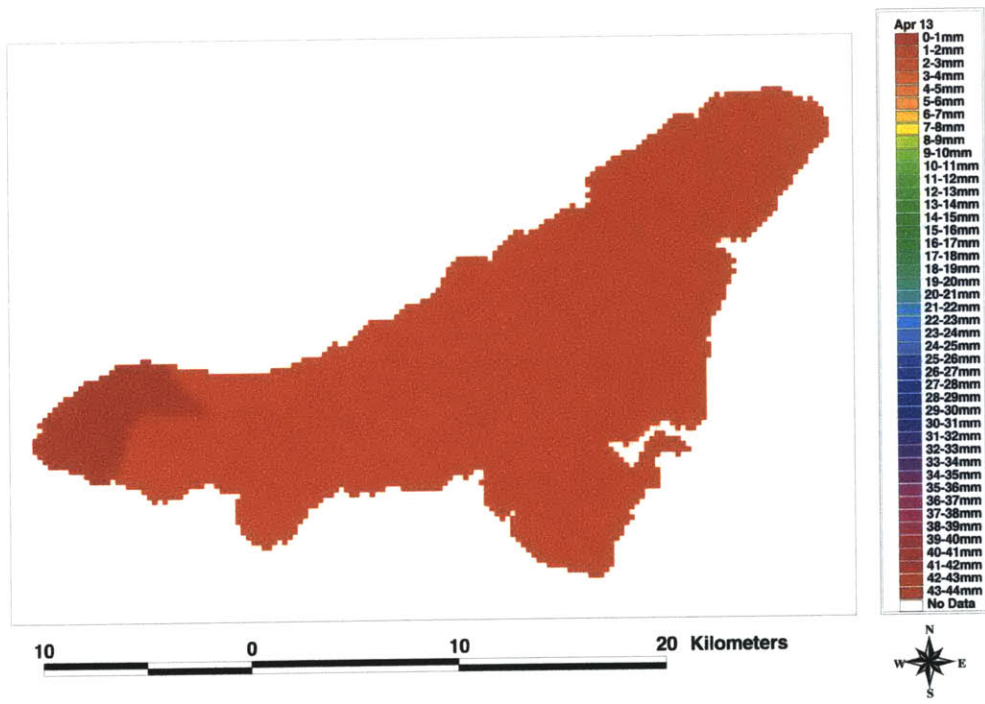 Apr 13
0-1mm
1-2mm
2-3mm
3-4mm
4-5mm
5-6mm
6-7mm
7-8mm
8-9mm
9-10mm
10-11mm
11-12mm
12-13mm
13-14mm
14-15mm
15-16mm
16-17mm
17-18mm
18-19mm
19-20mm
20-21mm
21-22mm
22-23mm
23-24mm
24-25mm
25-26mm
26-27mm
27-28mm
28-29mm
29-30mm
30-31mm
31-32mm
32-33mm
33-34mm
34-35mm
35-36mm
36-37mm
37-38mm
38-39mm
39-40mm
40-41mm
41-42mm
42-43mm
43-44mm
No Data
10 0 10 20 Kilometers
N
W E
S